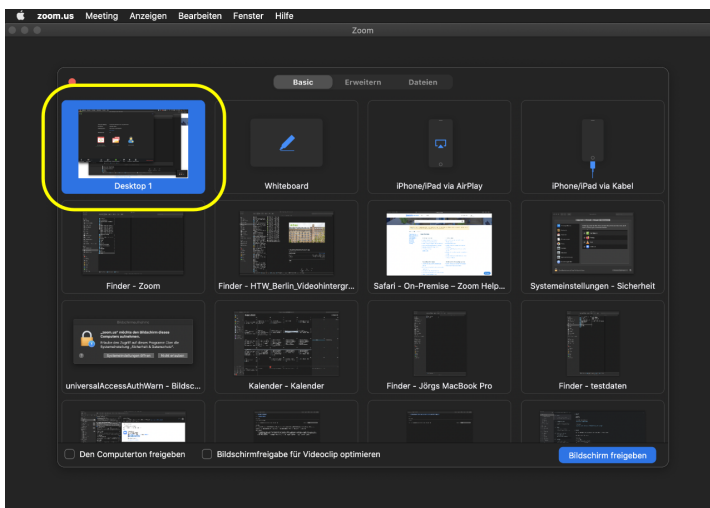 zoom.us Meeting Anzeigen Bearbeiten Fenster Hilfe
Zoom
Basic Erweitern Dateien
Desktop 1
Whiteboard
iPhone/iPad via AirPlay
iPhone/iPad via Kabel
Finder - Zoom
Finder - HTW_Berlin_Videohintergr...
Safari - On-Premise – Zoom Help...
Systemeinstellungen - Sicherheit
universalAccessAuthWarn - Bildsc...
Kalender - Kalender
Finder - Jörgs MacBook Pro
Finder - testdaten
Den Computerton freigeben
Bildschirmfreigabe für Videoclip optimieren
Bildschirm freigeben